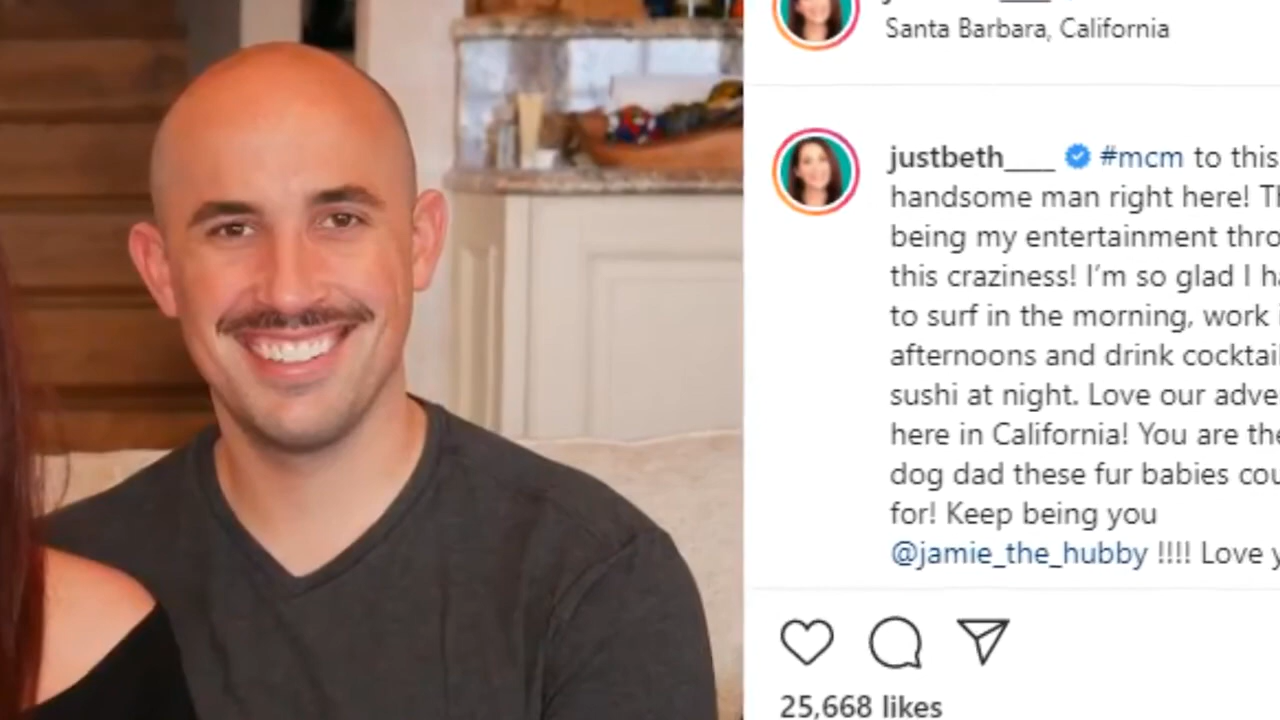 Santa Barbara, California
justbeth____ #mcm to this
handsome man right here!
being my entertainment
this craziness! I'm so glad I
to surf in the morning, work
afternoons and drink
sushi at night. Love our
here in California! You are
dog dad these fur babies
for! Keep being you
@jamie_the_hubby !!!! Love
25,668 likes